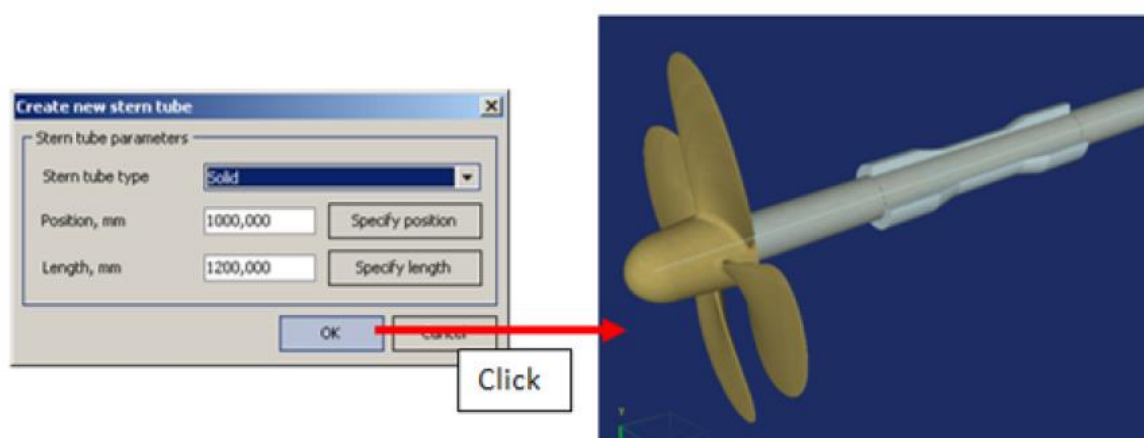 Create new stern tube
Stern tube parameters
Stern tube type
Solid
Position, mm
1000,000
Specify position
Length, mm
1200,000
Specify length
OK
Cancel
Click
Y